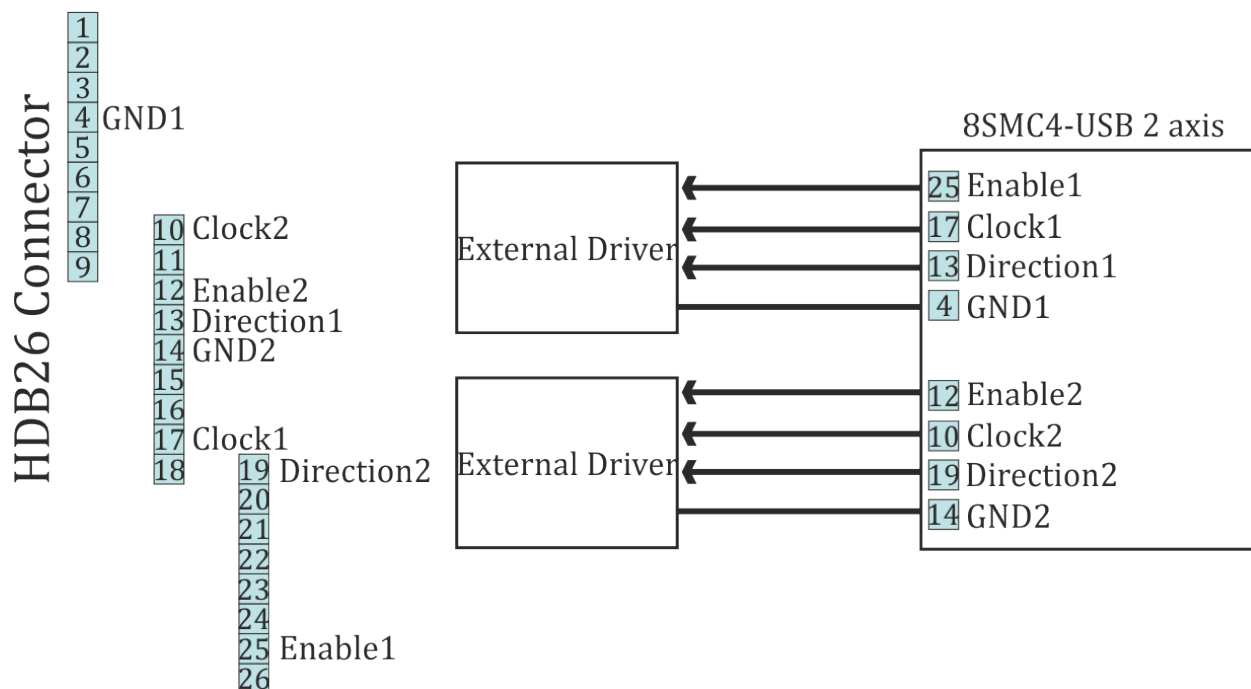 HDB26 Connector
1
2
3
4 GND1
5
6
7
8
9
10 Clock2
11
12 Enable2
13 Direction1
14 GND2
15
16
17 Clock1
18
19 Direction2
20
21
22
23
24
25 Enable1
26
External Driver
External Driver
8SMC4-USB 2 axis
25 Enable1
17 Clock1
13 Direction1
4 GND1
12 Enable2
10 Clock2
19 Direction2
14 GND2